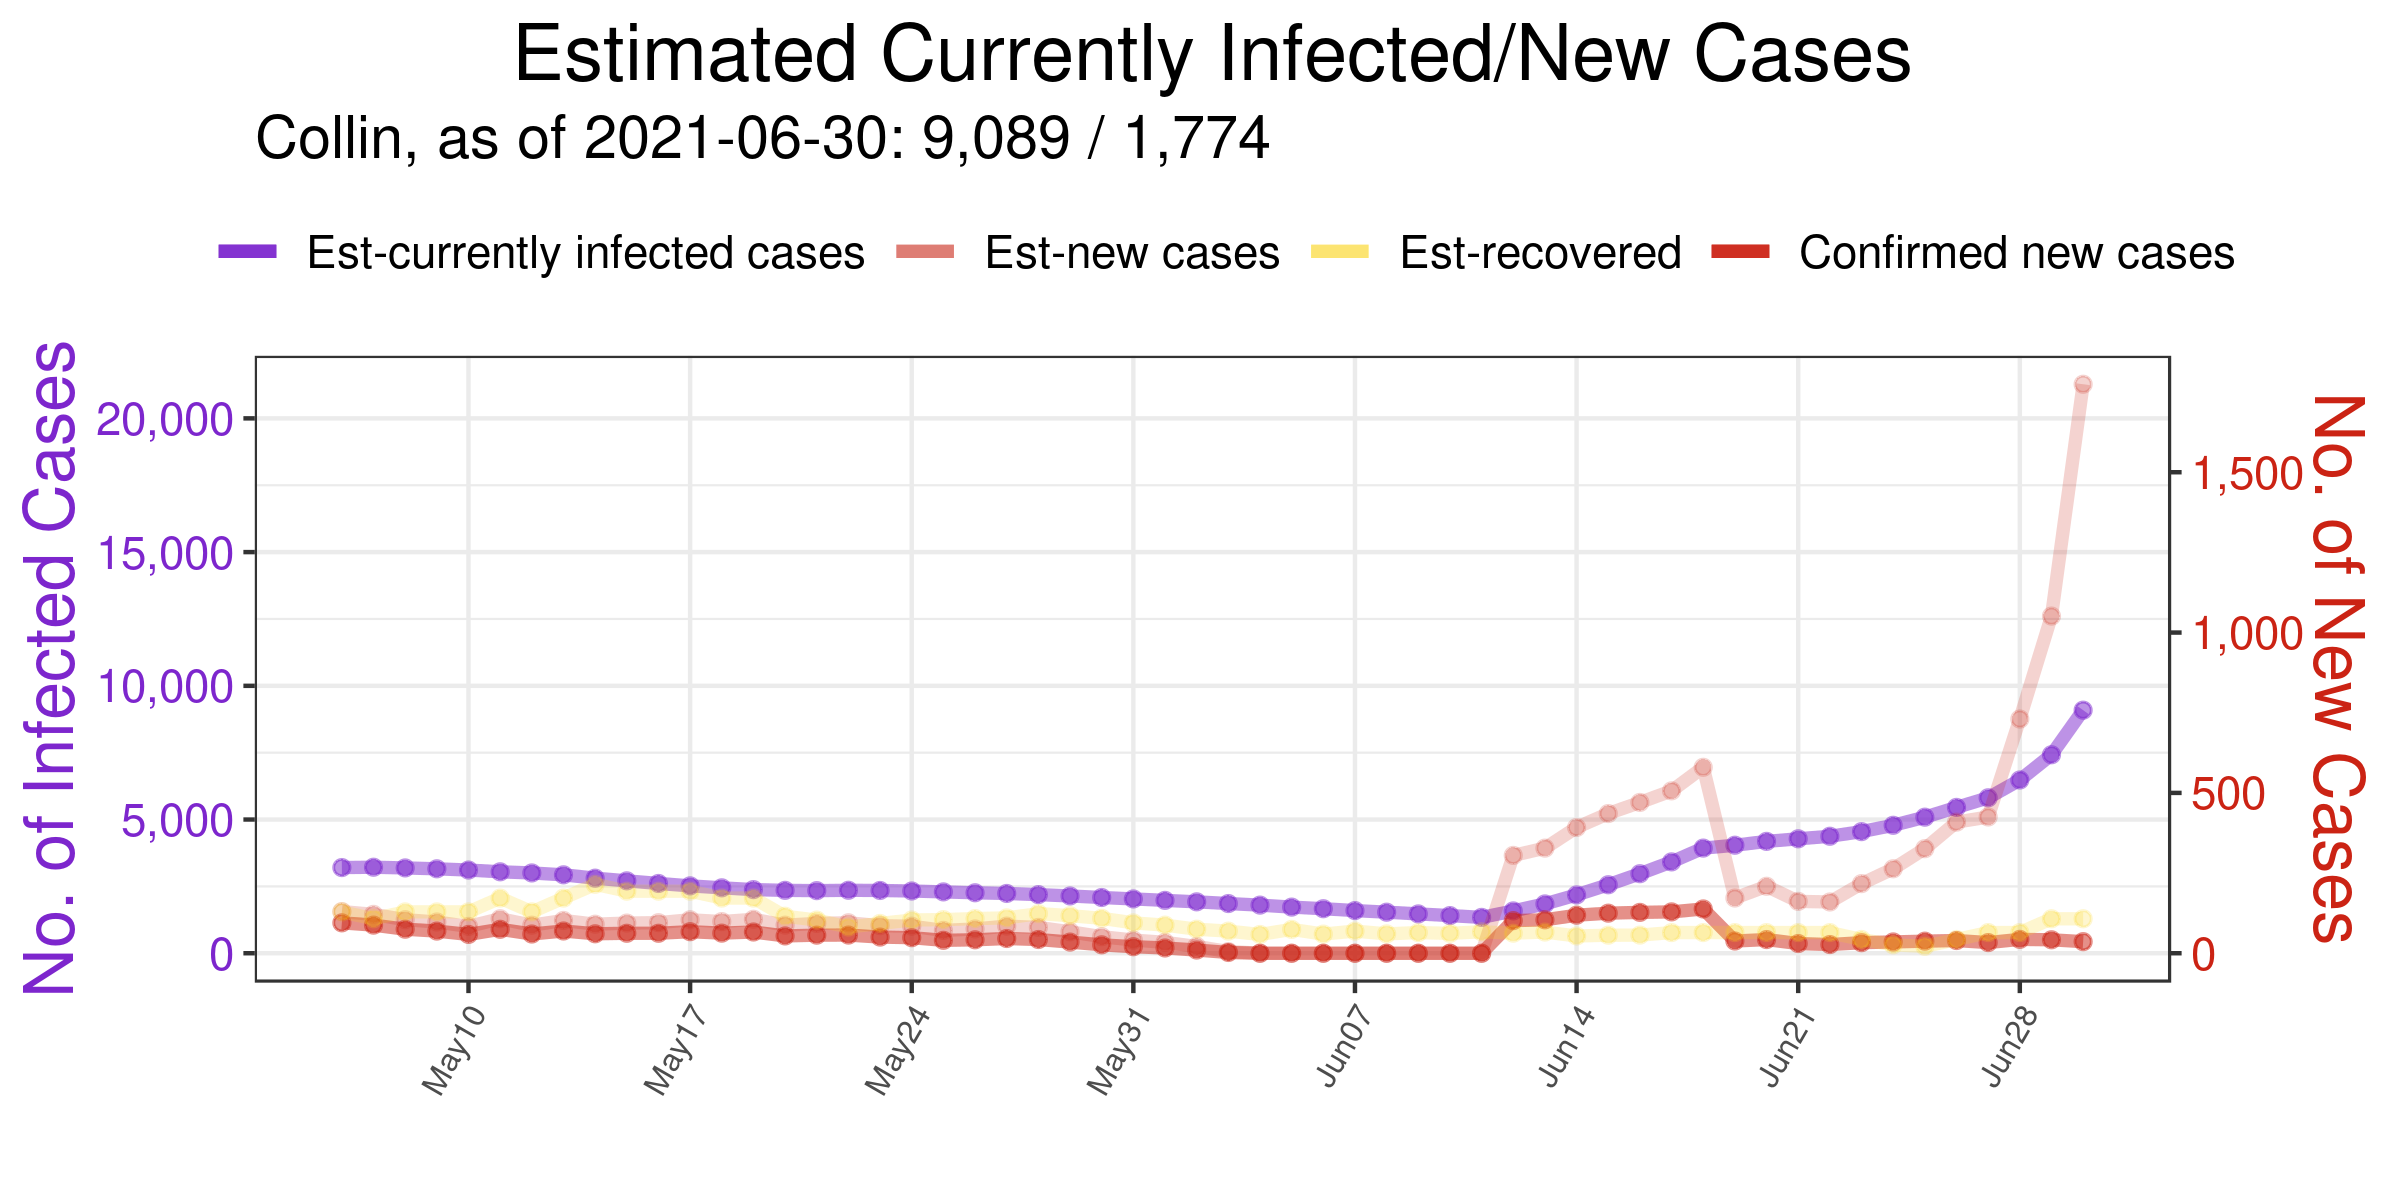 Estimated Currently Infected/New Cases
Collin, as of 2021-06-30: 9,089 / 1,774
Est-currently infected cases Est-new cases Est-recovered Confirmed new cases
No. of Infected Cases
20,000
15,000
10,000
5,000
0
1,500
1,000
500
0
No. of New Cases
May10 May17 May24 May31 Jun07 Jun14 Jun21 Jun28